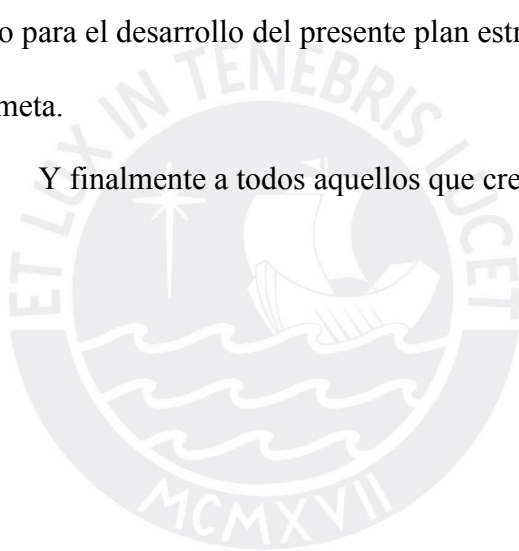 o para el desarrollo del presente plan estr
meta.
Y finalmente a todos aquellos que cre
ET LUX IN TENEBRIS LUCET
MCMXVII